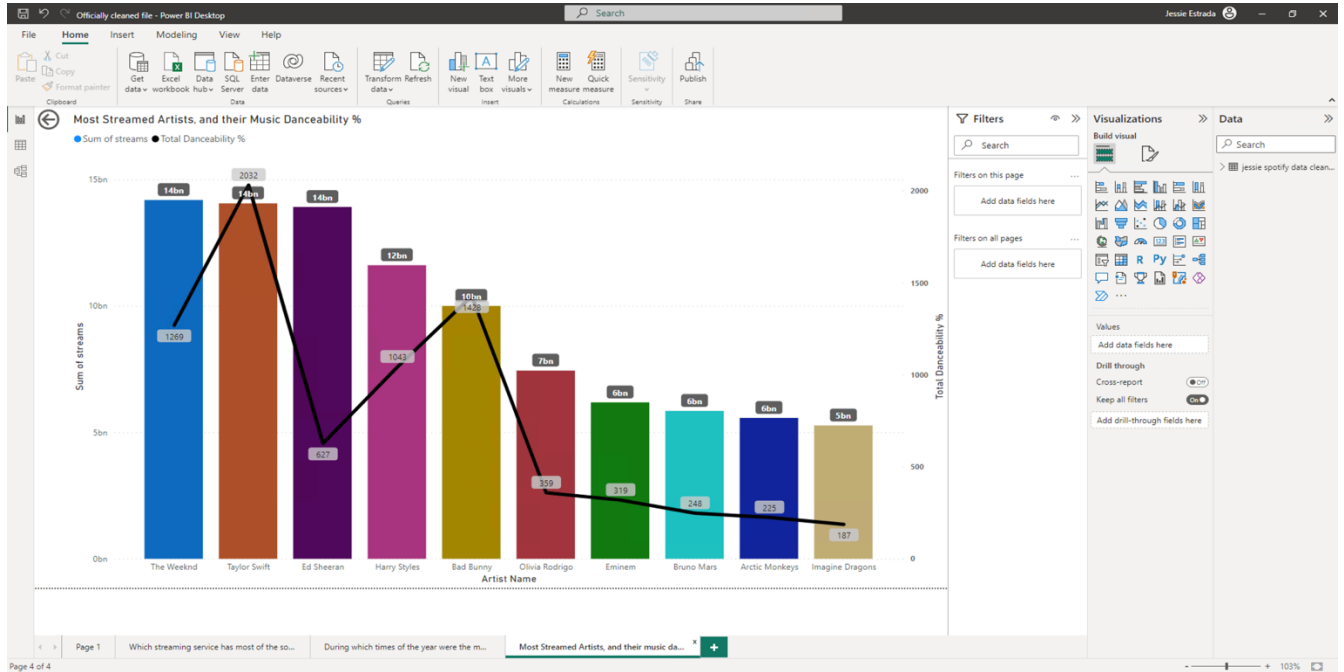 Officially cleaned file - Power BI Desktop
Search
Jessie Estrada
File Home Insert Modeling View Help
Paste
Cut
Copy
Format painter
Clipboard
Get data
Excel workbook
Data hub
SQL Server
Enter data
Dataverse
Recent sources
Data
Transform data
Refresh
Queries
New visual
Text box
More visuals
Insert
New measure
Quick measure
Calculations
Sensitivity
Sensitivity
Publish
Share
Most Streamed Artists, and their Music Danceability %
Sum of streams Total Danceability %
15bn
10bn
5bn
0bn
Sum of streams
14bn
14bn
14bn
12bn
10bn
7bn
6bn
6bn
6bn
5bn
1269
2032
627
1043
1428
359
319
248
225
187
2000
1500
1000
500
0
Total Danceability %
The Weeknd Taylor Swift Ed Sheeran Harry Styles Bad Bunny Olivia Rodrigo Eminem Bruno Mars Arctic Monkeys Imagine Dragons
Artist Name
Filters
Search
Filters on this page
...
Add data fields here
Filters on all pages
...
Add data fields here
Visualizations
Build visual
123
R Py
...
Values
Add data fields here
Drill through
Cross-report
Off
Keep all filters
On
Add drill-through fields here
Data
Search
jessie spotify data clean...
Page 1
Which streaming service has most of the so...
During which times of the year were the m...
Most Streamed Artists, and their music da...
Page 4 of 4
103%